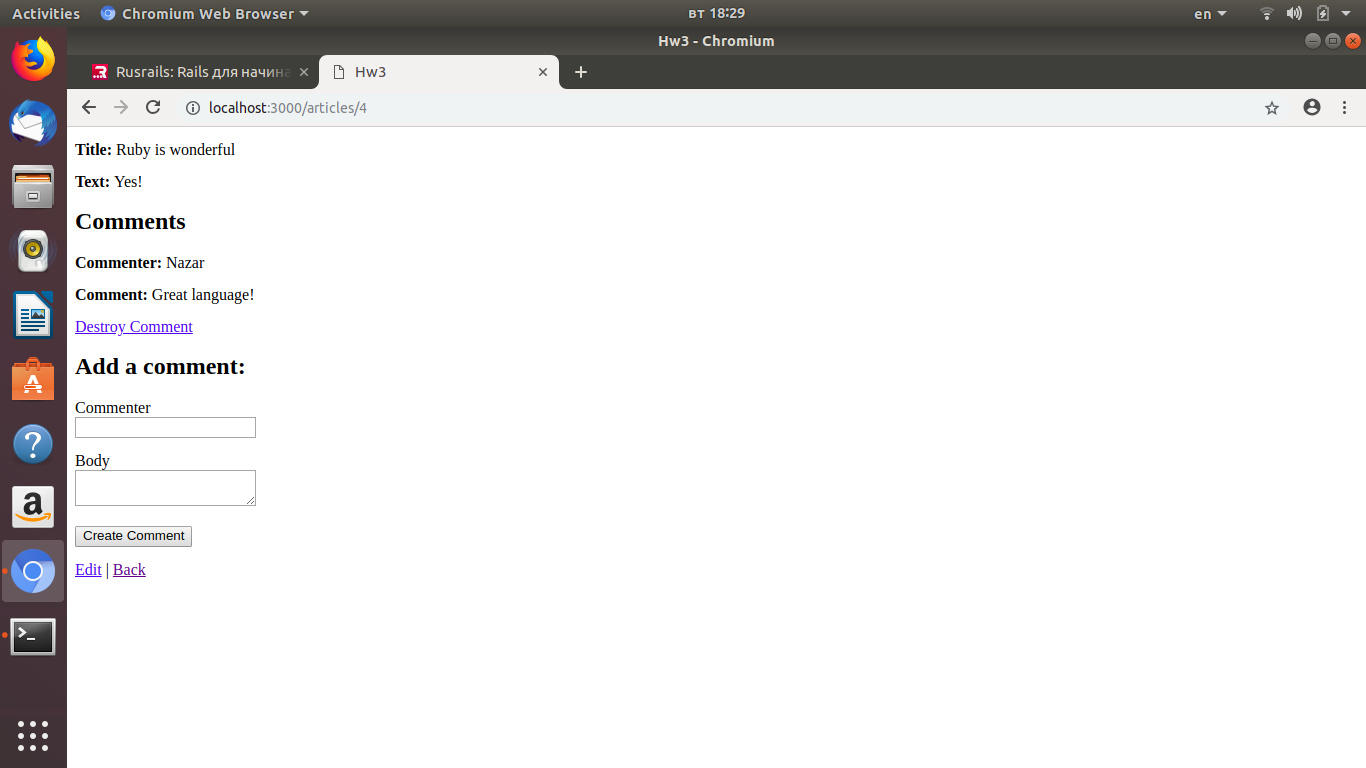 Activities Chromium Web Browser вт 18:29 en
Hw3 - Chromium
Rusrails: Rails для начина Hw3
localhost:3000/articles/4
Title: Ruby is wonderful
Text: Yes!
Comments
Commenter: Nazar
Comment: Great language!
Destroy Comment
Add a comment:
Commenter
Body
Create Comment
Edit | Back